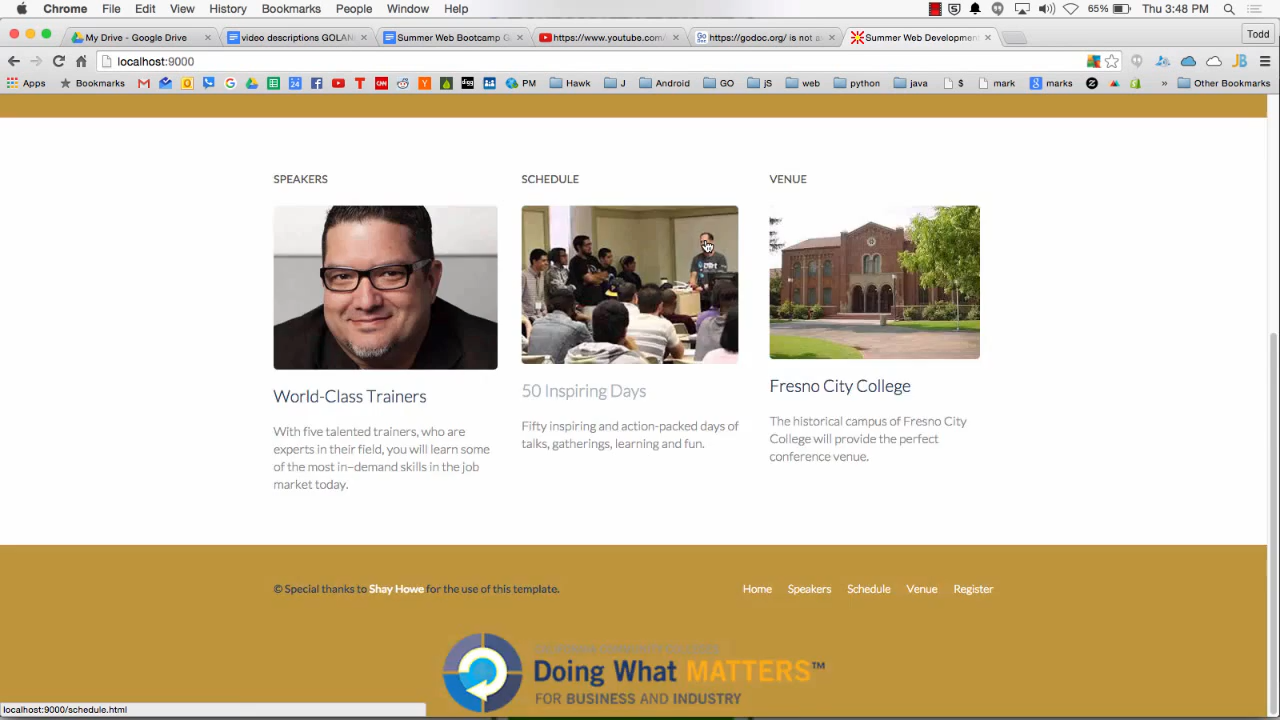 Chrome File Edit View History Bookmarks People Window Help 65% Thu 3:48 PM
My Drive - Google Drive × video descriptions GOLAN × Summer Web Bootcamp G × https://www.youtube.com/ × https://godoc.org/ is not a × Summer Web Developmen × Todd
localhost:9000
Apps Bookmarks 24 PM Hawk J Android GO jS web python java $ mark marks Other Bookmarks
SPEAKERS SCHEDULE VENUE
World-Class Trainers
With five talented trainers, who are
experts in their field, you will learn some
of the most in–demand skills in the job
market today.
50 Inspiring Days
Fifty inspiring and action-packed days of
talks, gatherings, learning and fun.
Fresno City College
The historical campus of Fresno City
College will provide the perfect
conference venue.
© Special thanks to Shay Howe for the use of this template.
Home Speakers Schedule Venue Register
CALIFORNIA COMMUNITY COLLEGES
Doing What MATTERS™
FOR BUSINESS AND INDUSTRY
localhost:9000/schedule.html